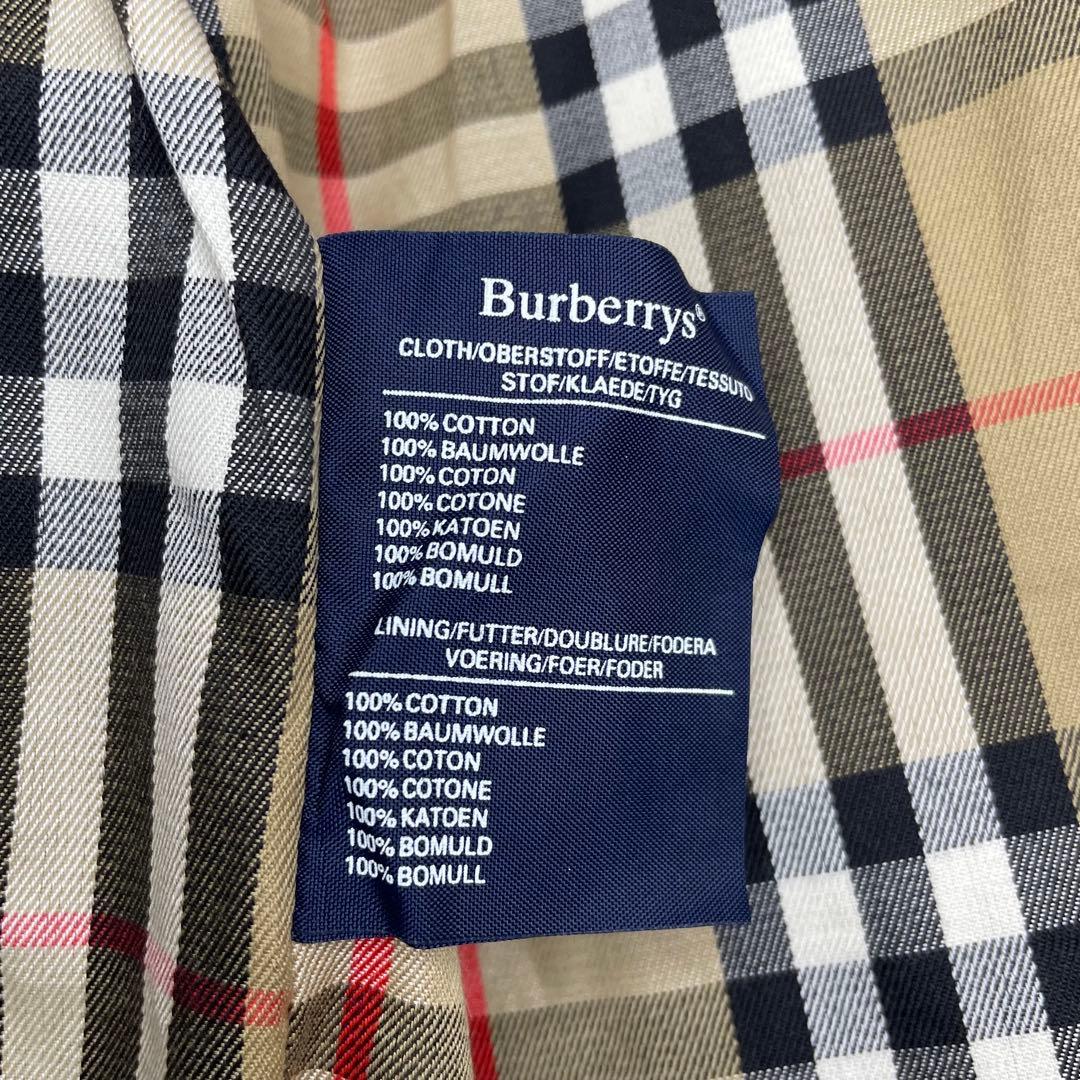 Burberrys®
CLOTH/OBERSTOFF/ETOFFE/TESSUTO
STOF/KLAEDE/TYG
100% COTTON
100% BAUMWOLLE
100% COTON
100% COTONE
100% KATOEN
100% BOMULD
100% BOMULL
LINING/FUTTER/DOUBLURE/FODERA
VOERING/FOER/FODER
100% COTTON
100% BAUMWOLLE
100% COTON
100% COTONE
100% KATOEN
100% BOMULD
100% BOMULL